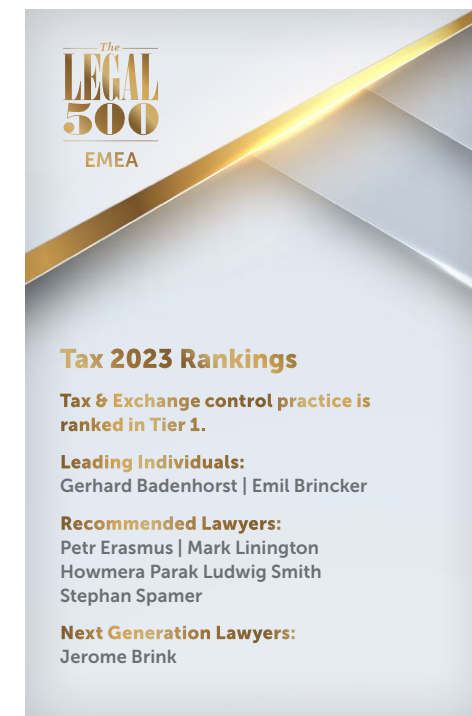 The
LEGAL
500
EMEA
Tax 2023 Rankings
Tax & Exchange control practice is
ranked in Tier 1.
Leading Individuals:
Gerhard Badenhorst | Emil Brincker
Recommended Lawyers:
Petr Erasmus | Mark Linington
Howmera Parak Ludwig Smith
Stephan Spamer
Next Generation Lawyers:
Jerome Brink